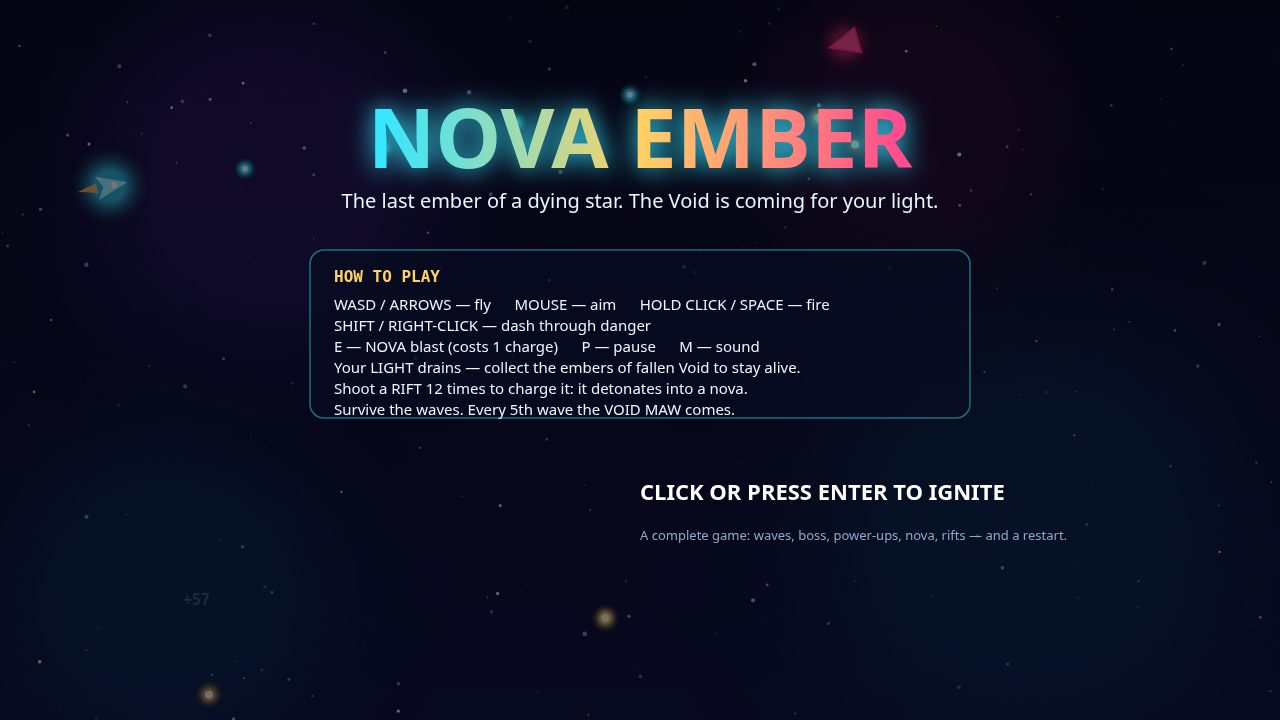 NOVA EMBER
The last ember of a dying star. The Void is coming for your light.
HOW TO PLAY
WASD / ARROWS — fly MOUSE — aim HOLD CLICK / SPACE — fire
SHIFT / RIGHT-CLICK — dash through danger
E — NOVA blast (costs 1 charge) P — pause M — sound
Your LIGHT drains — collect the embers of fallen Void to stay alive.
Shoot a RIFT 12 times to charge it: it detonates into a nova.
Survive the waves. Every 5th wave the VOID MAW comes.
CLICK OR PRESS ENTER TO IGNITE
A complete game: waves, boss, power-ups, nova, rifts — and a restart.
+57